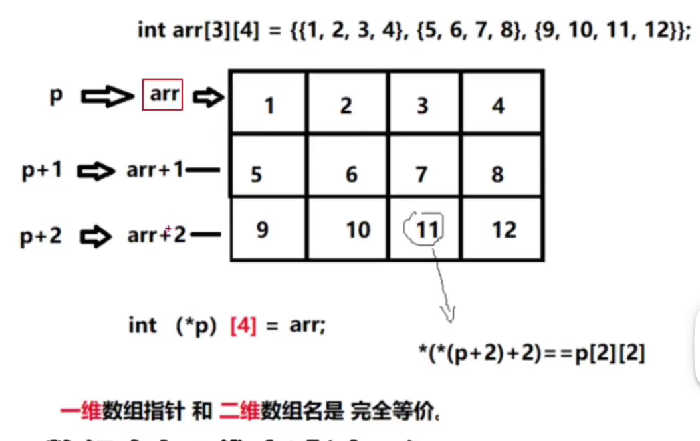 int arr[3][4] = {{1, 2, 3, 4}, {5, 6, 7, 8}, {9, 10, 11, 12}};
p arr 1 2 3 4
p+1 arr+1 5 6 7 8
p+2 arr+2 9 10 11 12
int （*p）[4] = arr;
*(*(p+2)+2)==p[2][2]
一维数组指针 和 二维数组名是 完全等价。